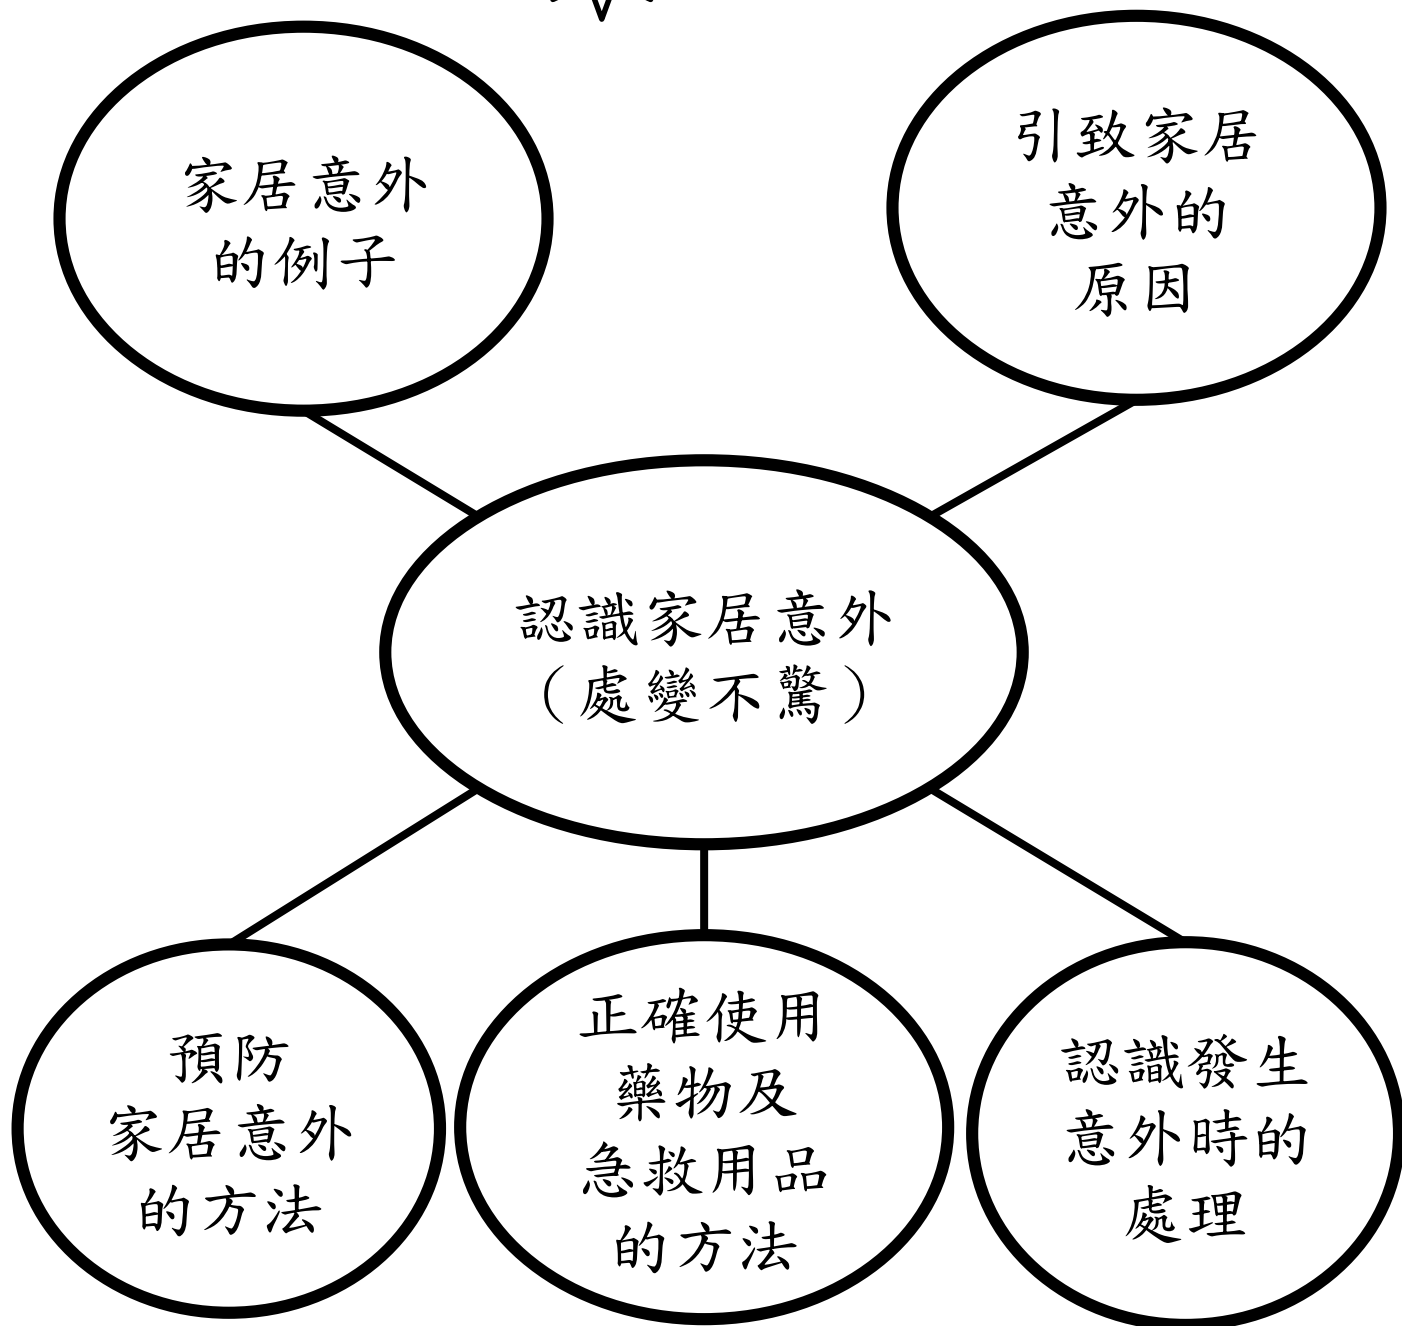 家居意外
的例子
引致家居
意外的
原因
認識家居意外
（處變不驚）
預防
家居意外
的方法
正確使用
藥物及
急救用品
的方法
認識發生
意外時的
處理